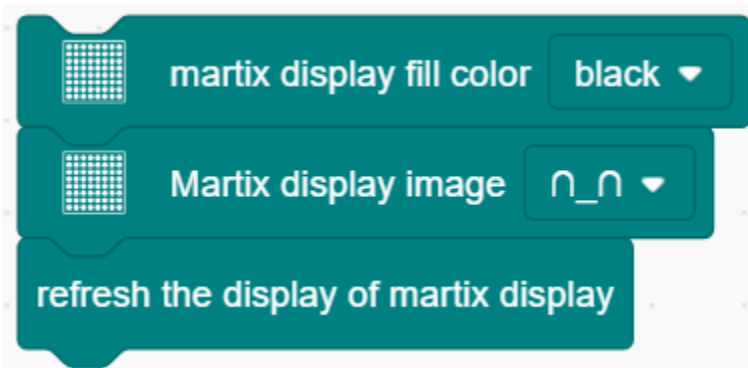 martix display fill color black
Martix display image ∩_∩
refresh the display of martix display